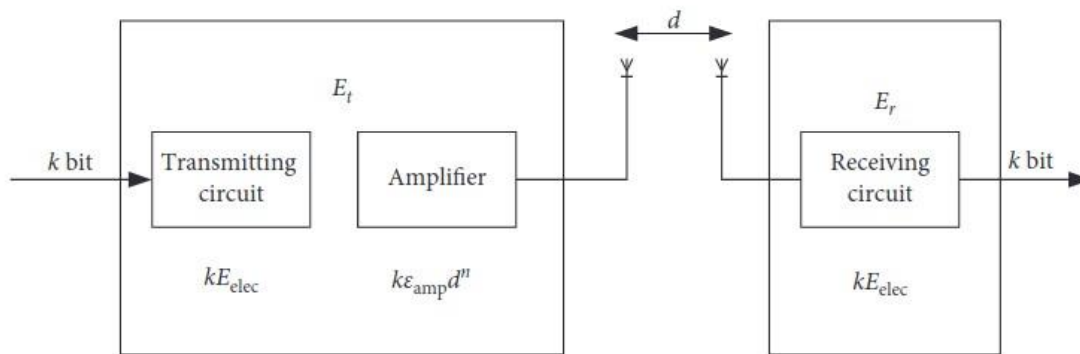 d
E_t
E_r
k bit
Transmitting
circuit
Amplifier
Receiving
circuit
k bit
kE_elec
kε_amp d^n
kE_elec